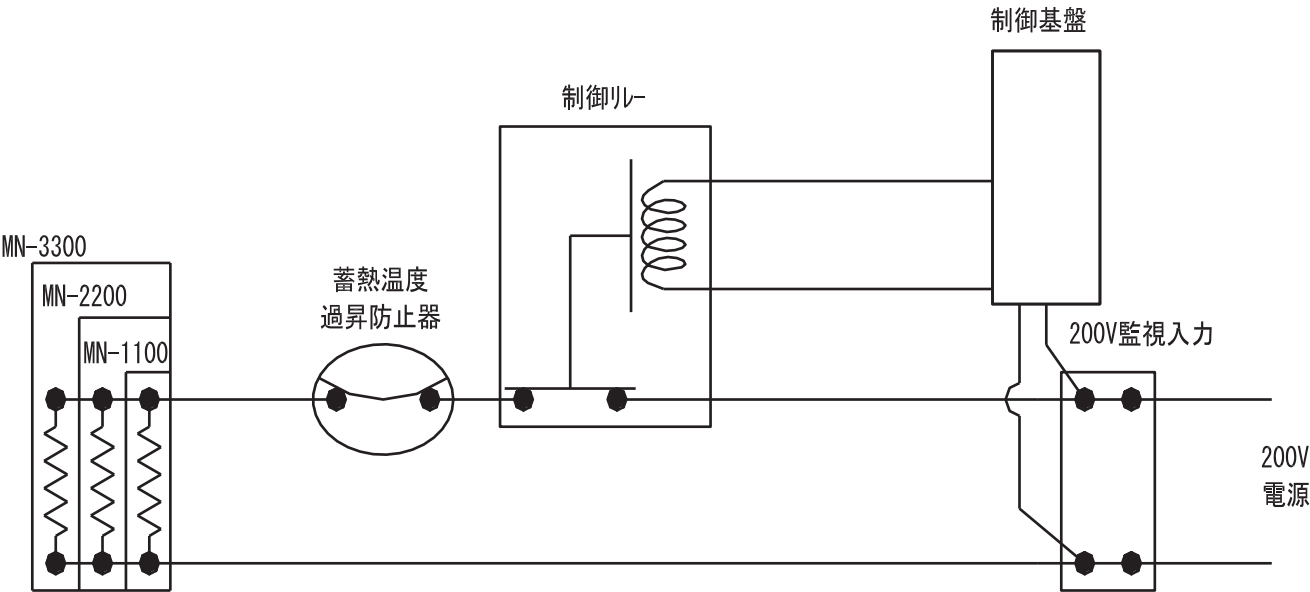 制御基盤
制御リレー
MN-3300
蓄熱温度
過昇防止器
MN-2200
200V監視入力
MN-1100
200V
電源